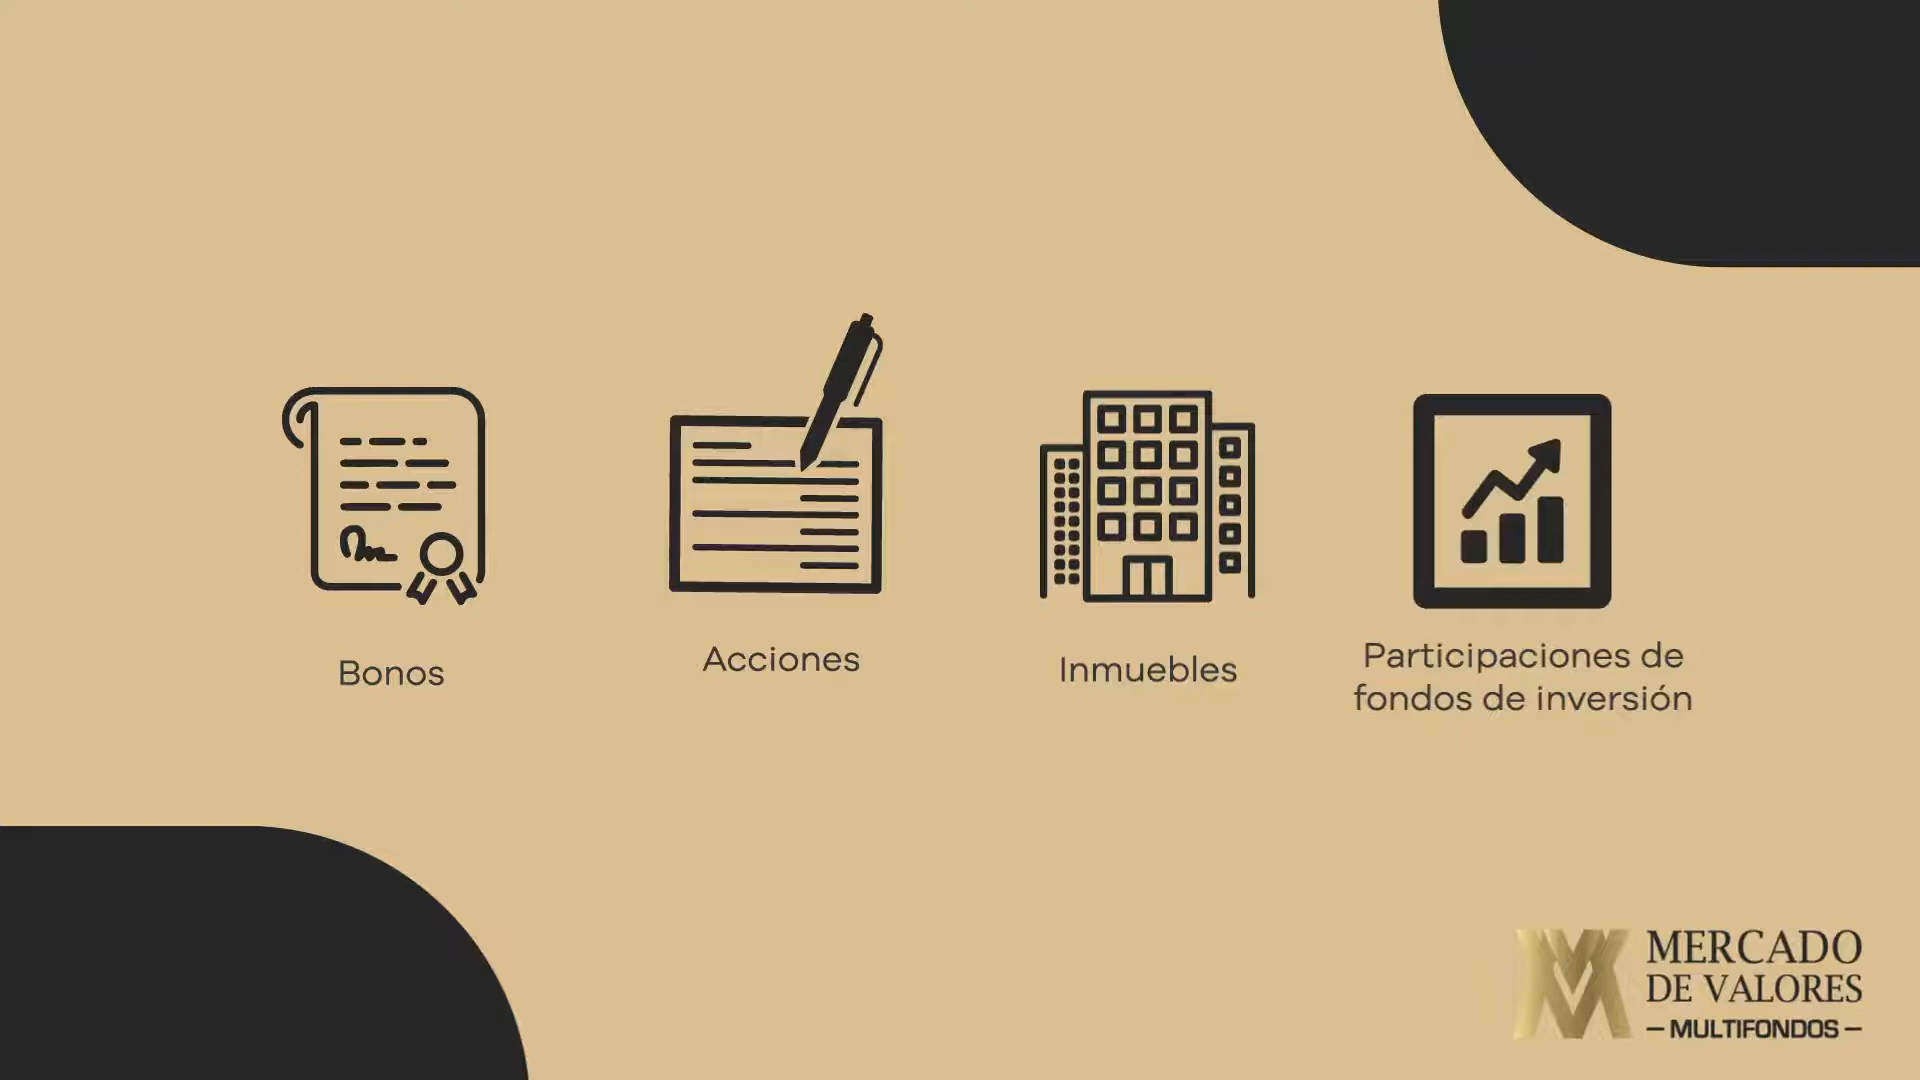 Bonos
Acciones
Inmuebles
Participaciones de
fondos de inversión
MERCADO
DE VALORES
– MULTIFONDOS –